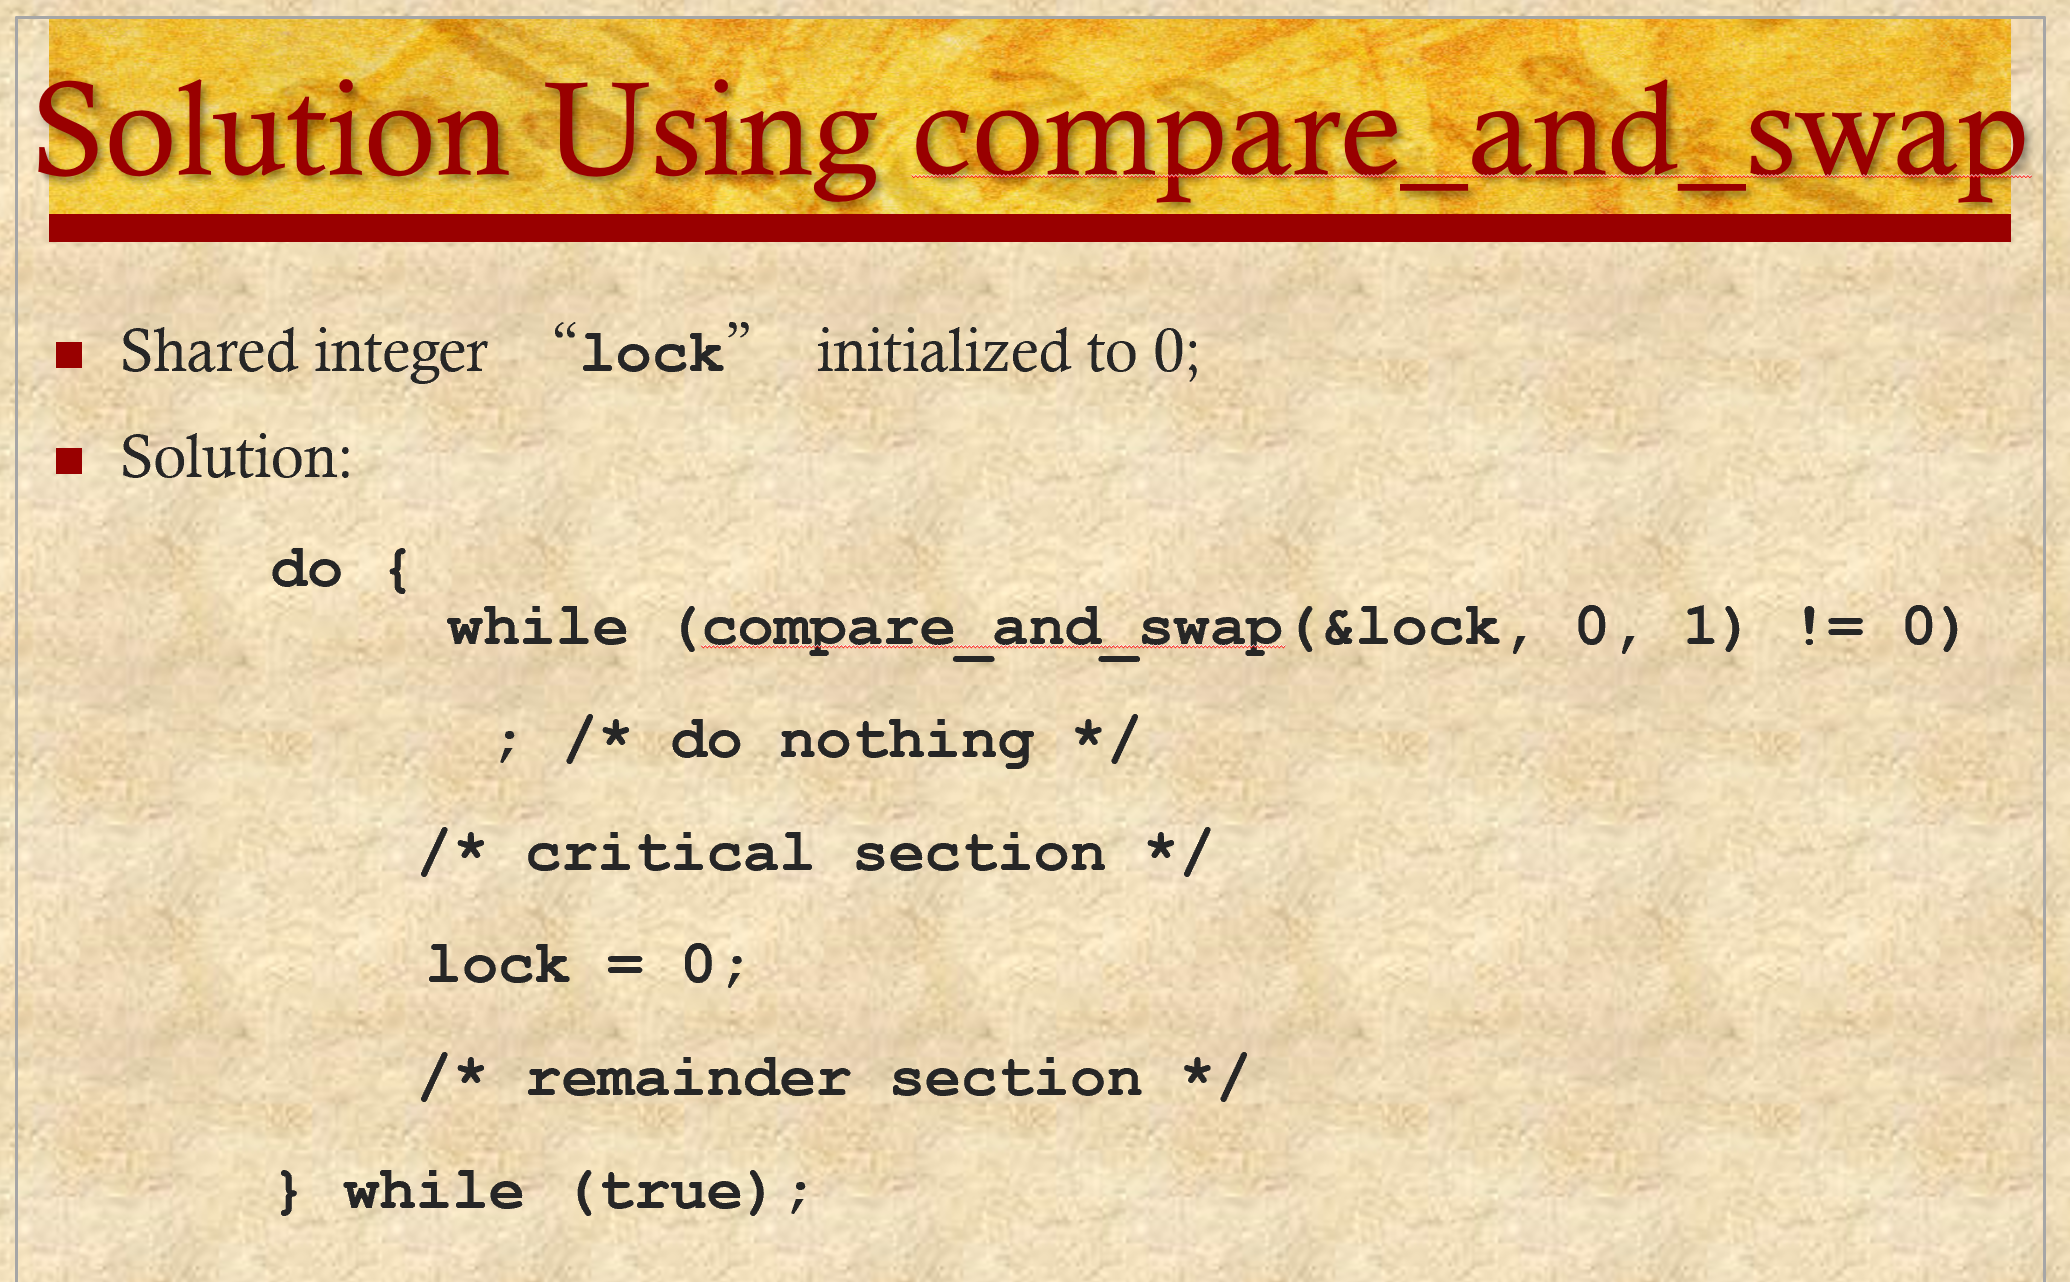 Solution Using compare_and_swap
Shared integer “lock” initialized to 0;
Solution:
do {
while (compare_and_swap(&lock, 0, 1) != 0)
; /* do nothing */
/* critical section */
lock = 0;
/* remainder section */
} while (true);